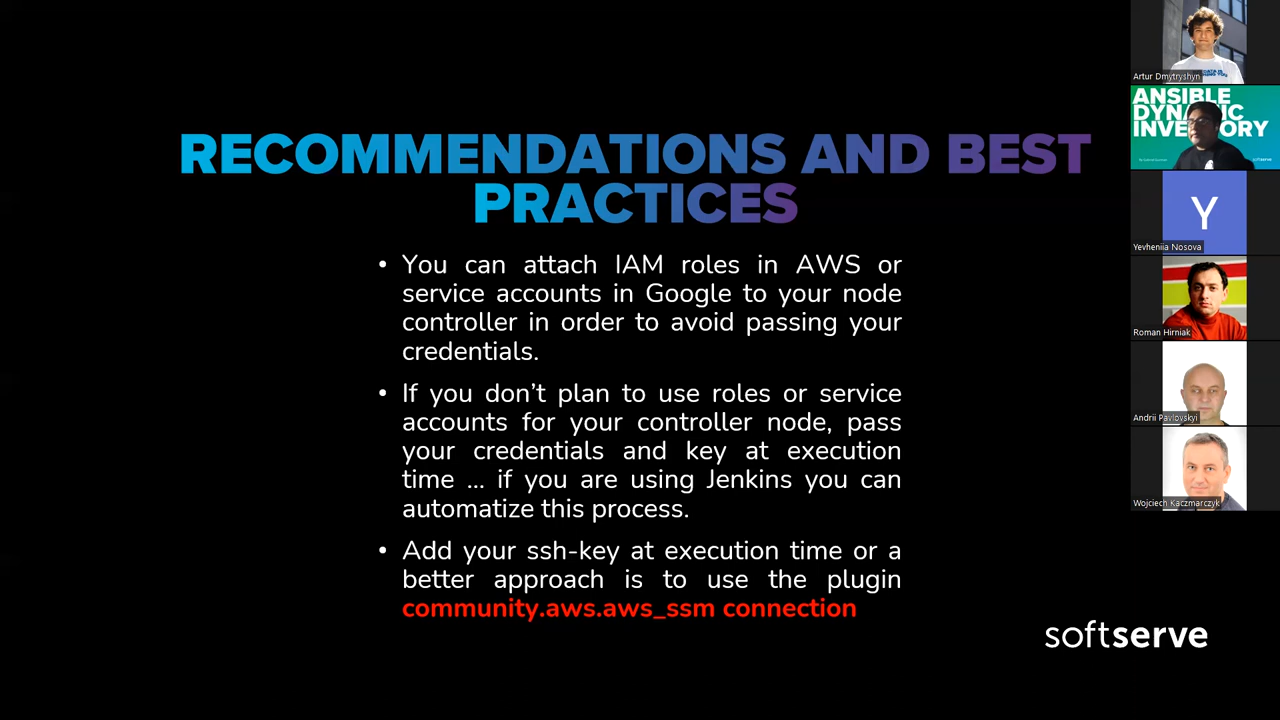 RECOMMENDATIONS AND BEST
PRACTICES
• You can attach IAM roles in AWS or
service accounts in Google to your node
controller in order to avoid passing your
credentials.
• If you don’t plan to use roles or service
accounts for your controller node, pass
your credentials and key at execution
time … if you are using Jenkins you can
automatize this process.
• Add your ssh-key at execution time or a
better approach is to use the plugin
community.aws.aws_ssm connection
softserve
Artur Dmytryshyn
ANSIBLE
INVENTORY
softserve
Y
Yevheniia Nosova
Roman Hirniak
Andrii Pavlovskyi
Wojciech Kaczmarczyk